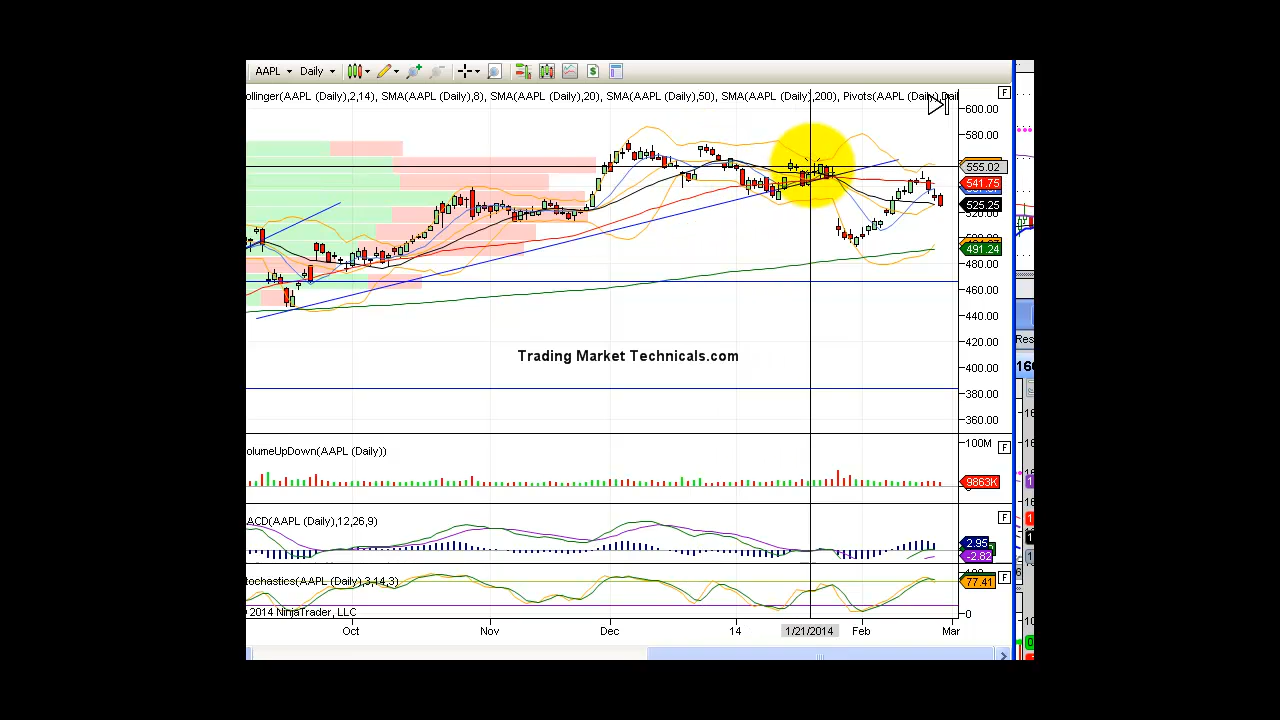 AAPL Daily
ollinger(AAPL (Daily),2,14), SMA(AAPL (Daily),8), SMA(AAPL (Daily),20), SMA(AAPL (Daily),50), SMA(AAPL (Daily),200), Pivots(AAPL (Daily),Dail
F
600.00
580.00
555.02
541.75
525.25
520.00
491.24
480.00
460.00
440.00
420.00
400.00
380.00
360.00
Trading Market Technicals.com
olumeUpDown(AAPL (Daily))
100M
F
9863K
ACD(AAPL (Daily),12,26,9)
F
2.95
-2.82
tochastics(AAPL (Daily),3,14,3)
F
77.41
0
2014 NinjaTrader, LLC
Oct Nov Dec 14 1/21/2014 Feb Mar
Res